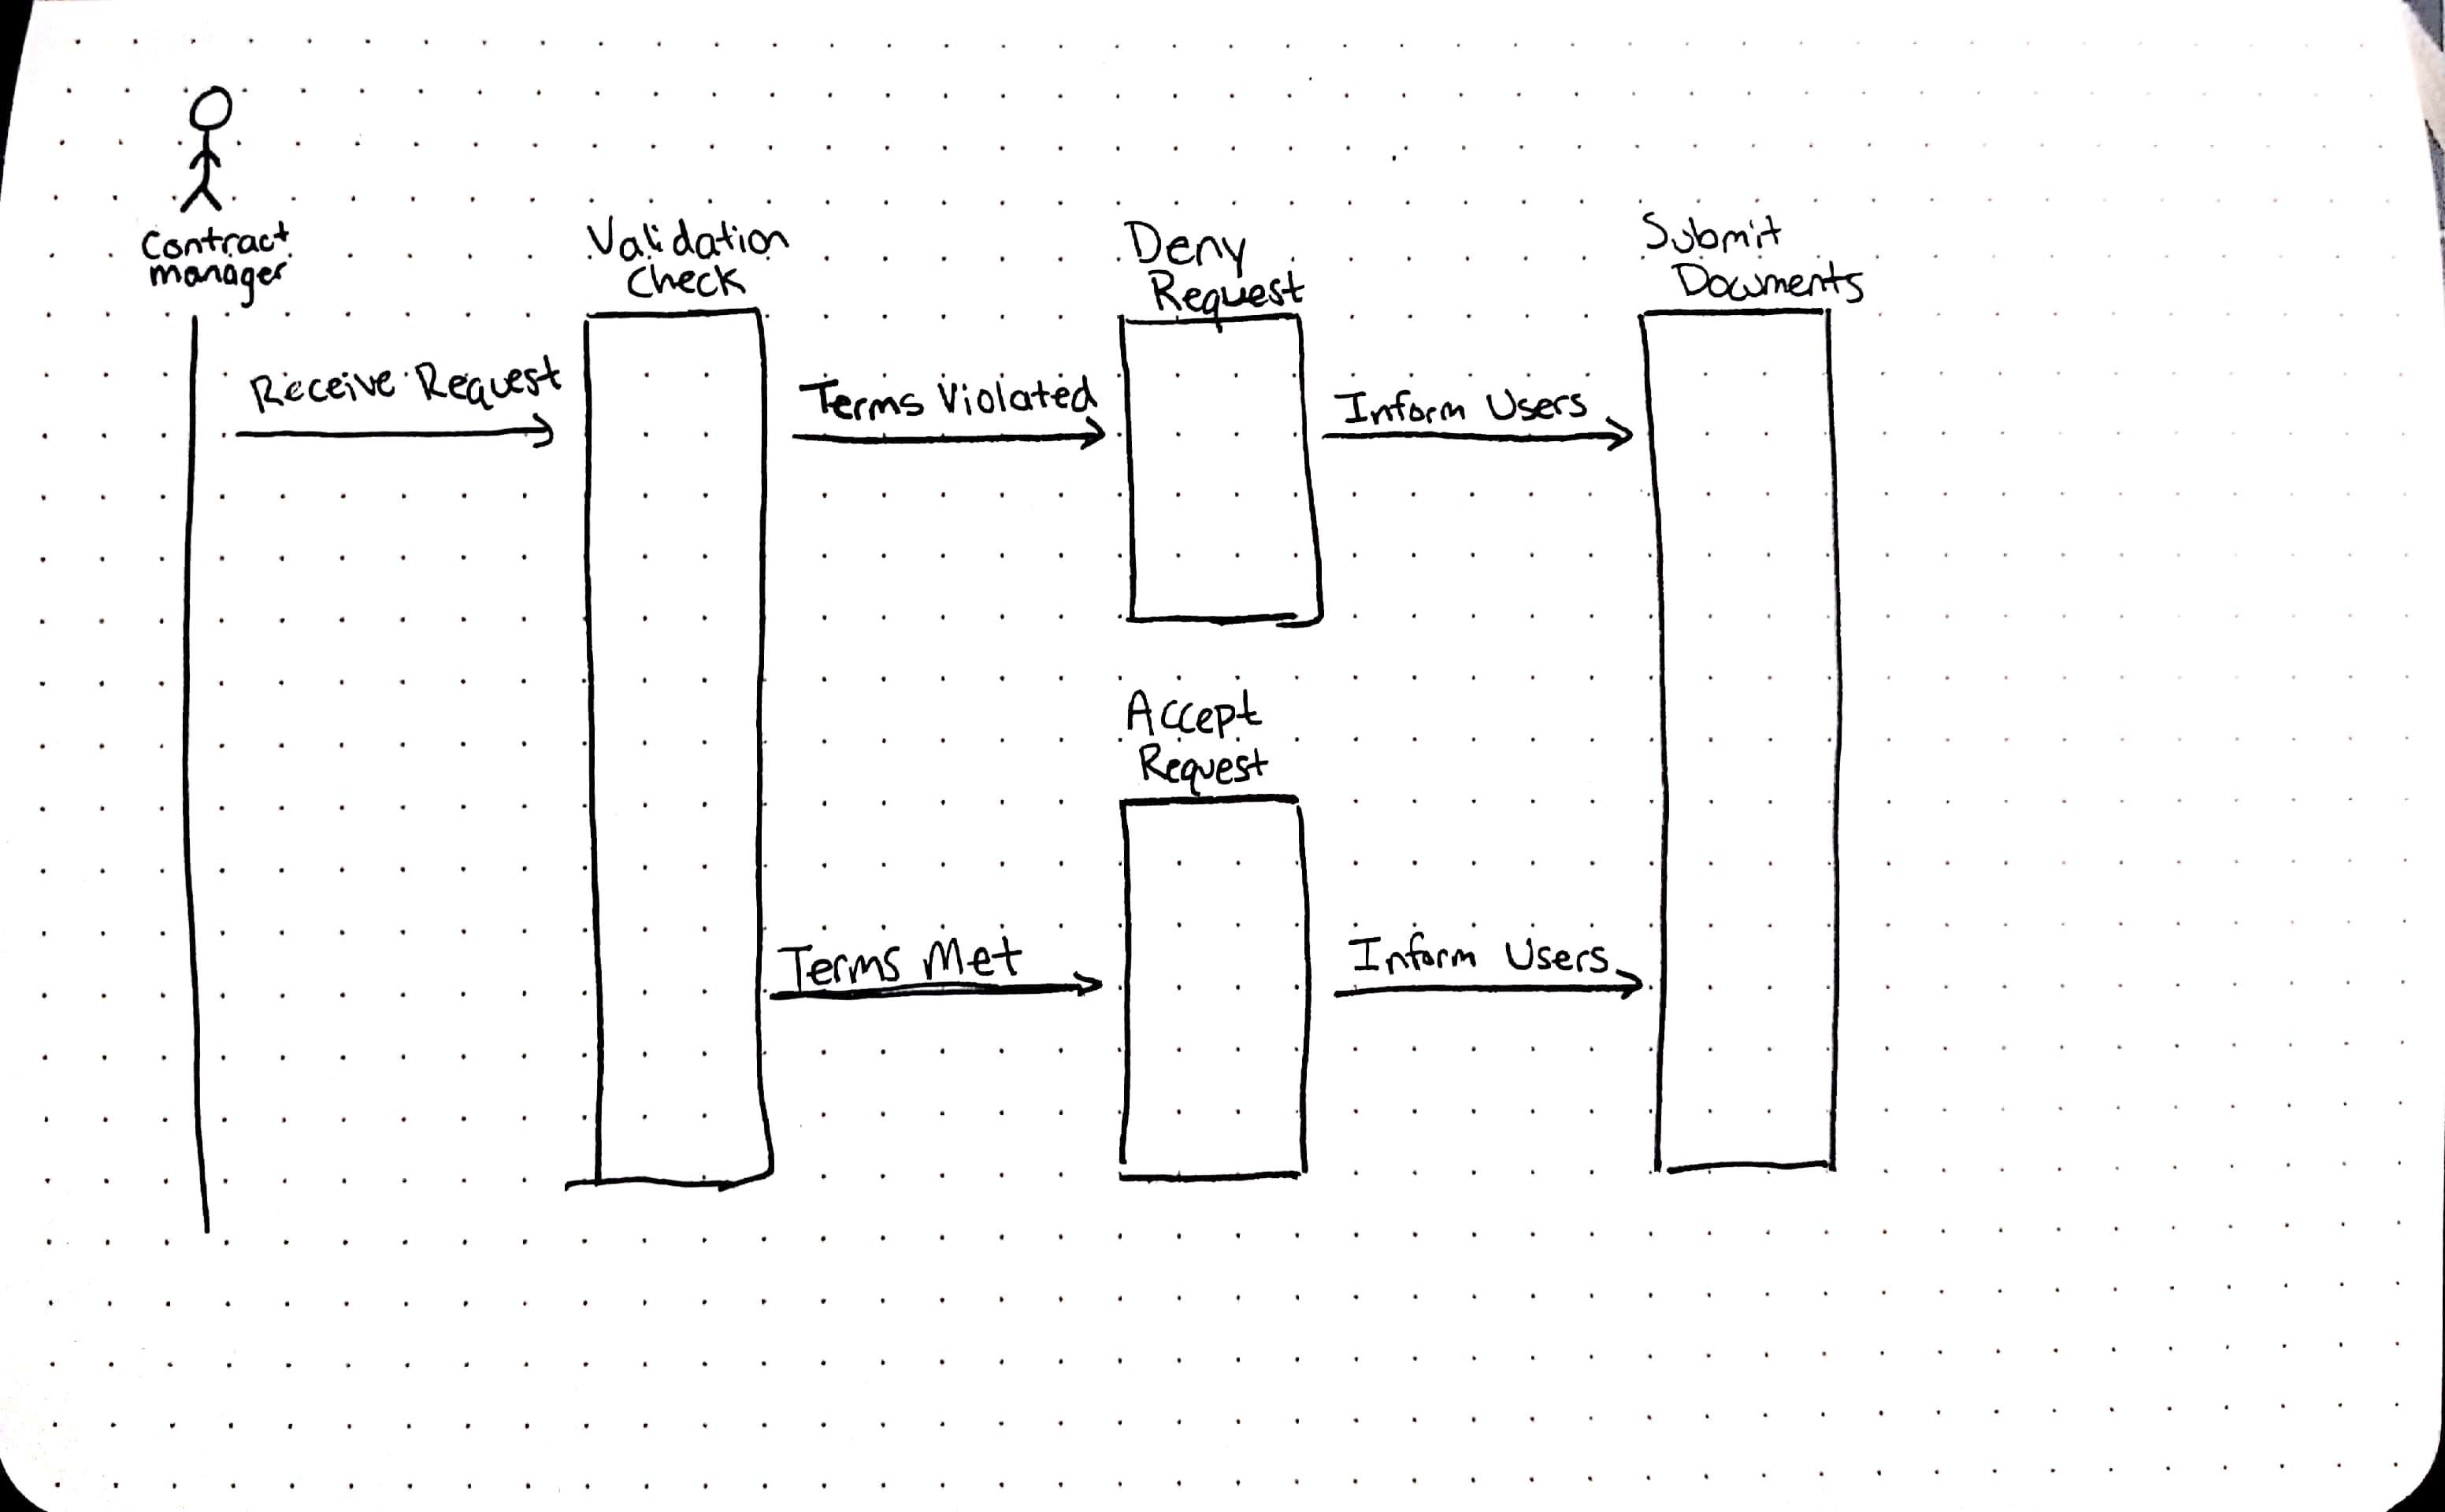 Contract
manager
Validation
Check
Deny
Request
Submit
Documents
Receive Request
Terms Violated
Inform Users
Accept
Request
Terms Met
Inform Users